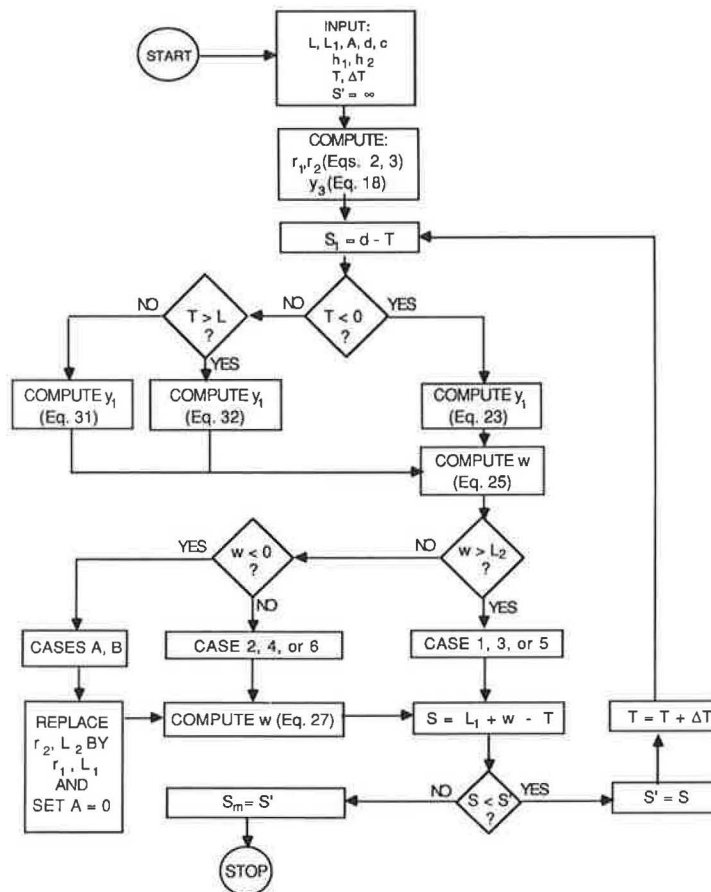 START
INPUT:
L, L₁, A, d, c
h₁, h₂
T, ΔT
S' = ∞
COMPUTE:
r₁,r₂(Eqs. 2, 3)
y₃(Eq. 18)
S₁ = d - T
NO
T > L
?
NO
T < 0
?
YES
YES
COMPUTE y₁
(Eq. 31)
COMPUTE y₁
(Eq. 32)
COMPUTE y₁
(Eq. 23)
COMPUTE w
(Eq. 25)
YES
w < 0
?
NO
w > L₂
?
NO
YES
CASES A, B
CASE 2, 4, or 6
CASE 1, 3, or 5
REPLACE
r₂, L₂ BY
r₁, L₁
AND
SET A = 0
COMPUTE w (Eq. 27)
S = L₁ + w - T
T = T + ΔT
Sₘ= S'
NO
S < S'
?
YES
S' = S
STOP